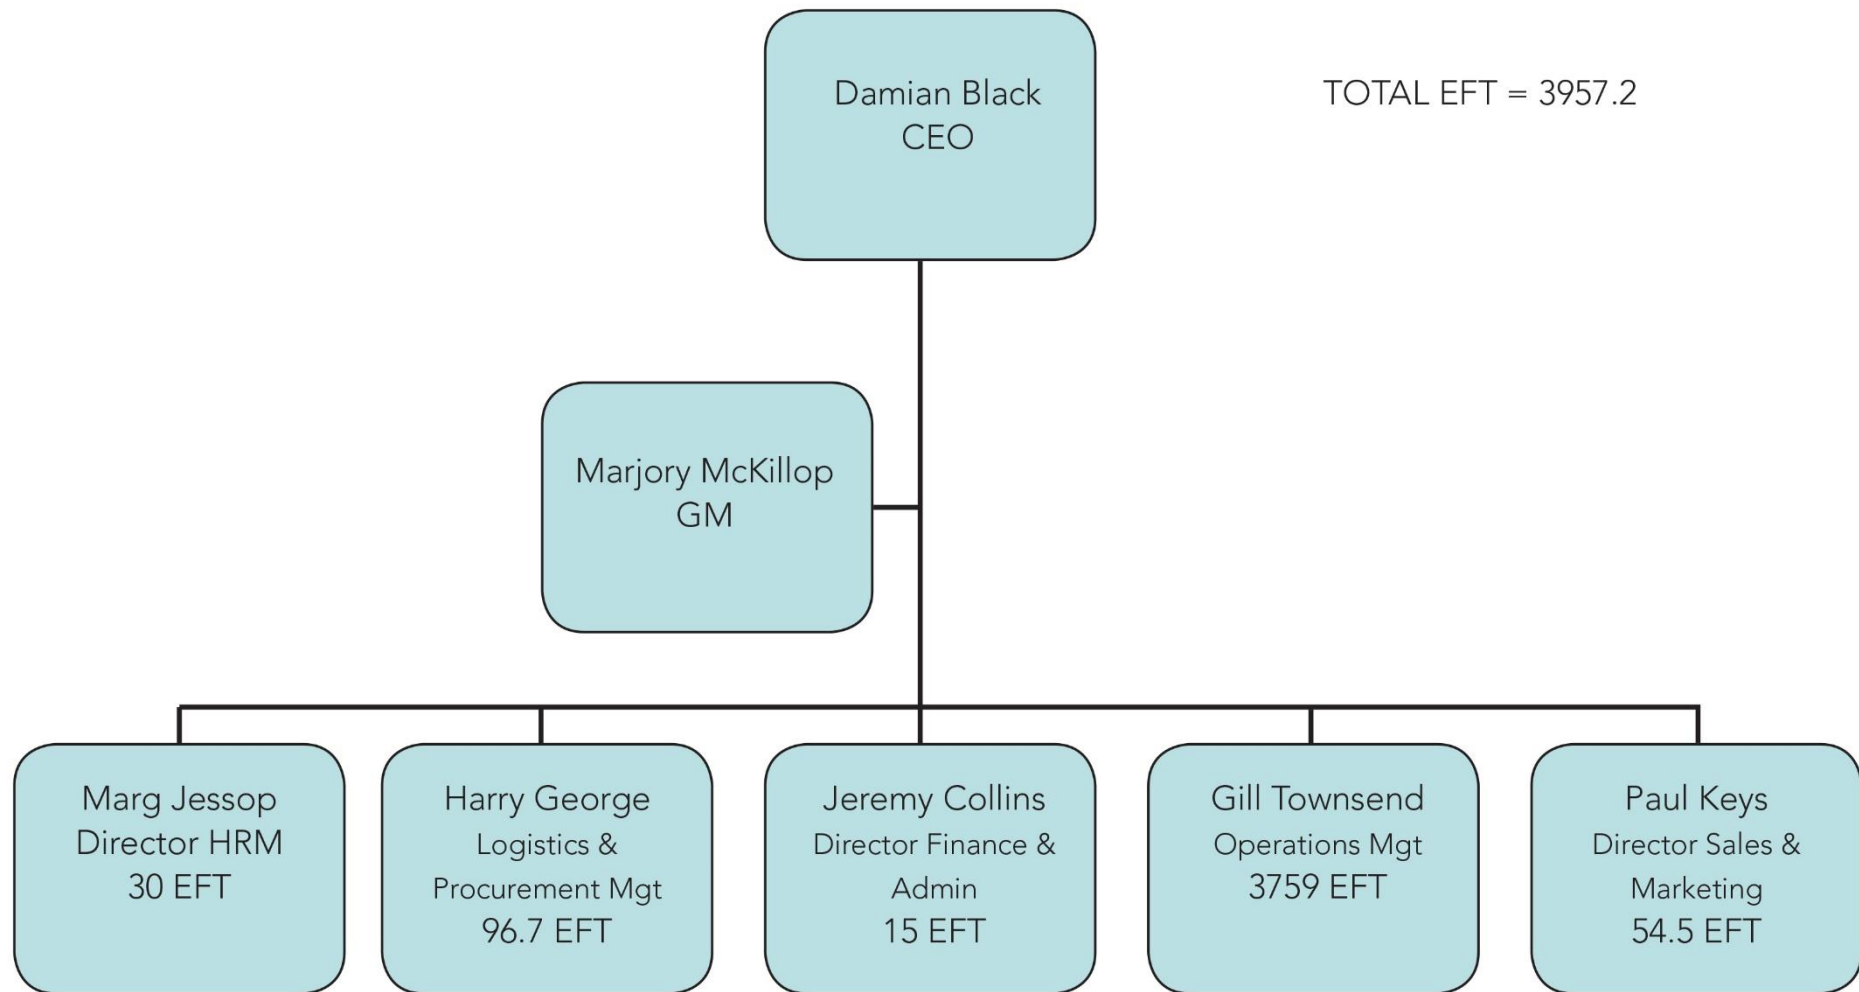 Damian Black
CEO
TOTAL EFT = 3957.2
Marjory McKillop
GM
Marg Jessop
Director HRM
30 EFT
Harry George
Logistics &
Procurement Mgt
96.7 EFT
Jeremy Collins
Director Finance &
Admin
15 EFT
Gill Townsend
Operations Mgt
3759 EFT
Paul Keys
Director Sales &
Marketing
54.5 EFT